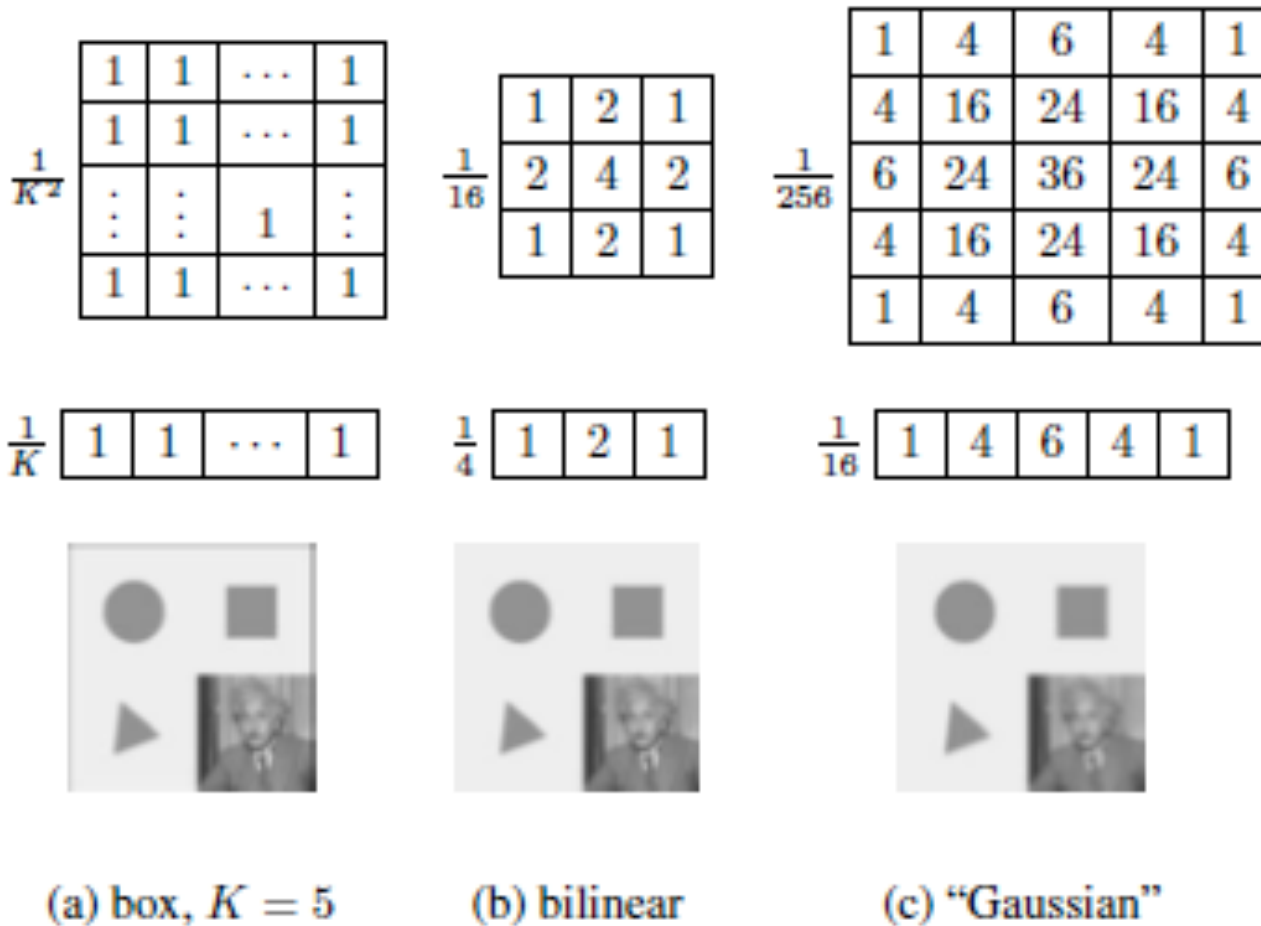 1/K² 1 1 ··· 1
1 1 ··· 1
⋮ ⋮ 1 ⋮
1 1 ··· 1
1/16 1 2 1
2 4 2
1 2 1
1/256 1 4 6 4 1
4 16 24 16 4
6 24 36 24 6
4 16 24 16 4
1 4 6 4 1
1/K 1 1 ··· 1
1/4 1 2 1
1/16 1 4 6 4 1
(a) box, K = 5
(b) bilinear
(c) “Gaussian”